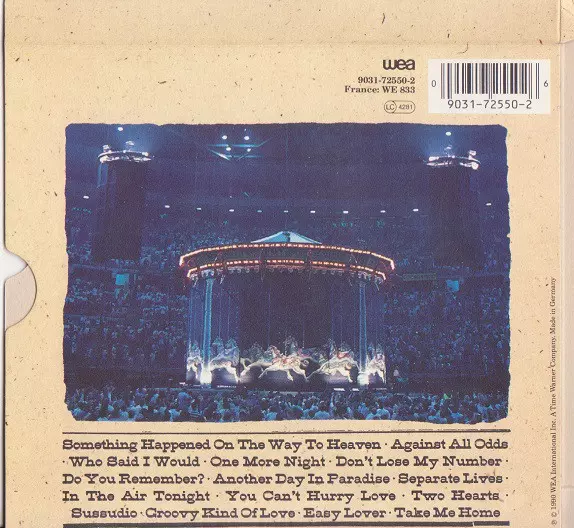 wea
9031-72550-2
France: WE 833
LC 4281
0 6
9031-72550-2
Something Happened On The Way To Heaven · Against All Odds
· Who Said I Would · One More Night · Don't Lose My Number
Do You Remember? · Another Day In Paradise · Separate Lives
In The Air Tonight · You Can't Hurry Love · Two Hearts
Sussudio · Groovy Kind Of Love · Easy Lover · Take Me Home
℗ © 1990 WEA International Inc. A Time Warner Company. Made in Germany